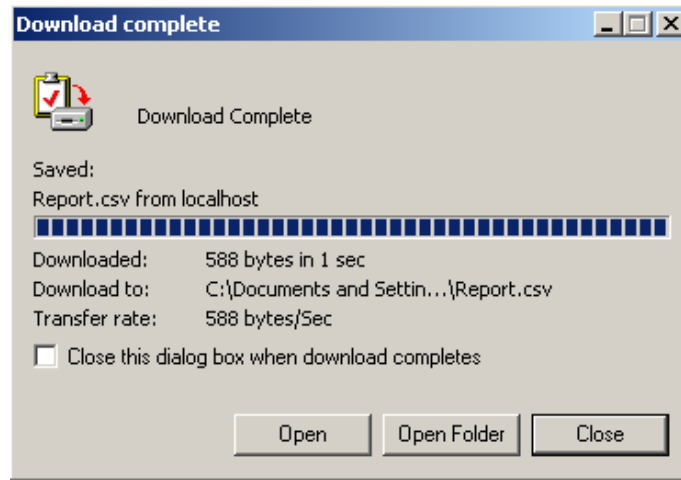 Download complete
Download Complete
Saved:
Report.csv from localhost
Downloaded: 588 bytes in 1 sec
Download to: C:\Documents and Settin...\Report.csv
Transfer rate: 588 bytes/Sec
Close this dialog box when download completes
Open Open Folder Close